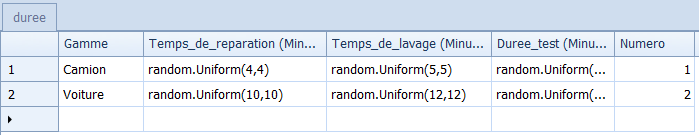 duree
Gamme Temps_de_reparation (Min... Temps_de_lavage (Minu... Duree_test (Minu... Numero
1 Camion random.Uniform(4,4) random.Uniform(5,5) random.Uniform(... 1
2 Voiture random.Uniform(10,10) random.Uniform(12,12) random.Uniform(... 2